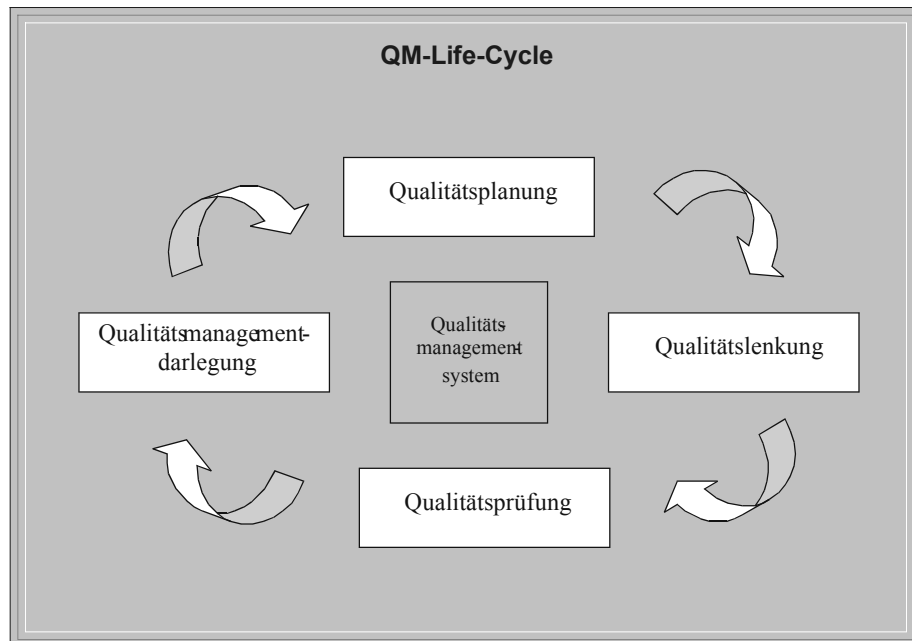 QM-Life-Cycle
Qualitätsplanung
Qualitätsmanagement-
darlegung
Qualitäts-
management-
system
Qualitätslenkung
Qualitätsprüfung